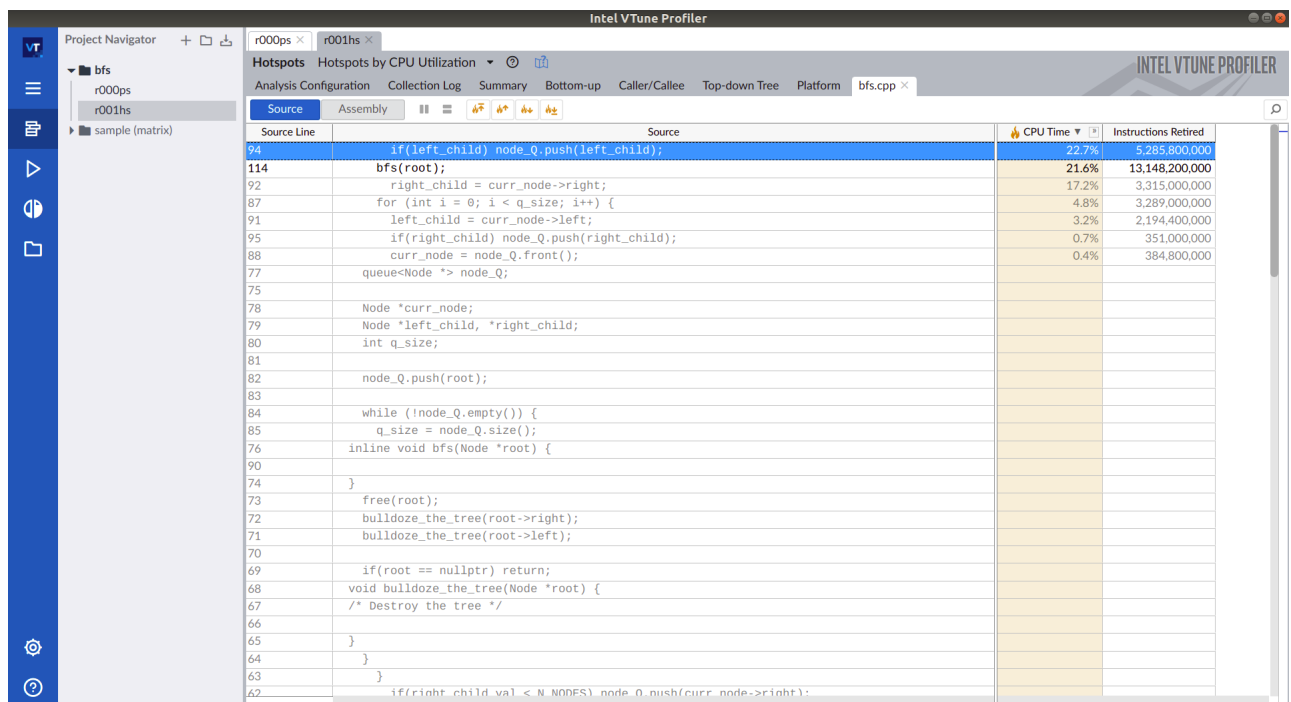 Intel VTune Profiler
VT
Project Navigator
bfs
r000ps
r001hs
sample (matrix)
r000ps × r001hs ×
Hotspots Hotspots by CPU Utilization
INTEL VTUNE PROFILER
Analysis Configuration Collection Log Summary Bottom-up Caller/Callee Top-down Tree Platform bfs.cpp ×
Source Assembly
Source Line Source CPU Time ▼ Instructions Retired
94 if(left_child) node_Q.push(left_child); 22.7% 5,285,800,000
114 bfs(root); 21.6% 13,148,200,000
92 right_child = curr_node->right; 17.2% 3,315,000,000
87 for (int i = 0; i < q_size; i++) { 4.8% 3,289,000,000
91 left_child = curr_node->left; 3.2% 2,194,400,000
95 if(right_child) node_Q.push(right_child); 0.7% 351,000,000
88 curr_node = node_Q.front(); 0.4% 384,800,000
77 queue<Node *> node_Q;
75
78 Node *curr_node;
79 Node *left_child, *right_child;
80 int q_size;
81
82 node_Q.push(root);
83
84 while (!node_Q.empty()) {
85 q_size = node_Q.size();
76 inline void bfs(Node *root) {
90
74 }
73 free(root);
72 bulldoze_the_tree(root->right);
71 bulldoze_the_tree(root->left);
70
69 if(root == nullptr) return;
68 void bulldoze_the_tree(Node *root) {
67 /* Destroy the tree */
66
65 }
64 }
63 }
62 if(right_child_val < N_NODES) node_Q.push(curr_node->right);